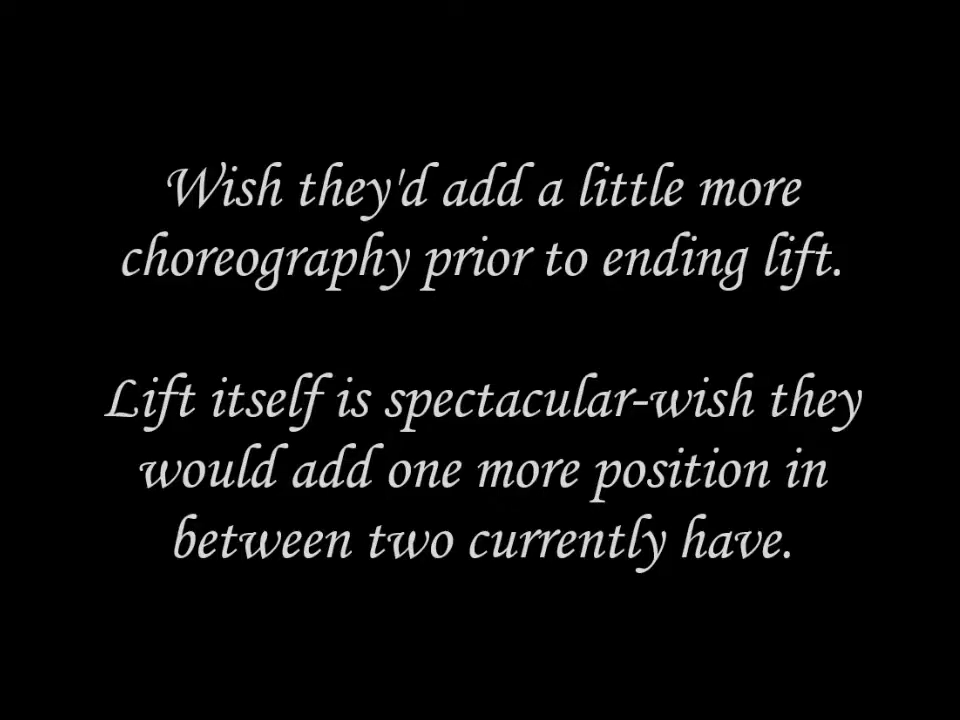 Wish they'd add a little more
choreography prior to ending lift.
Lift itself is spectacular-wish they
would add one more position in
between two currently have.